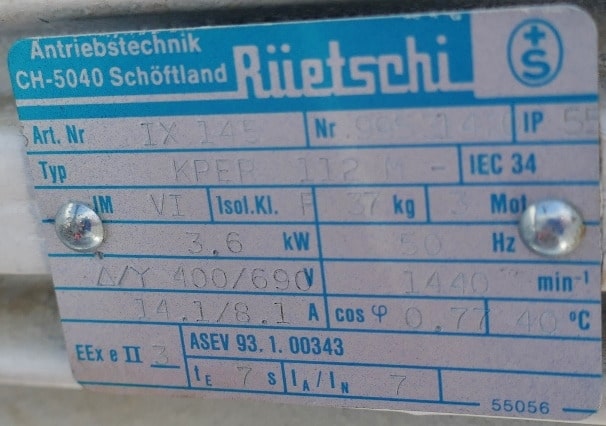 Antriebstechnik
CH-5040 Schöftland Rüetschi
+S
Art. Nr IX 145 Nr IP 55
Typ KPER 112 M - IEC 34
IM VI Isol.Kl. F 37 kg 3 Mot
3.6 kW 50 Hz
Δ/Y 400/690 V 1440 min⁻¹
14.1/8.1 A cos φ 0.77 40 °C
EEx e II 3 ASEV 93.1.00343
tE 7 s IA/IN 7
55056